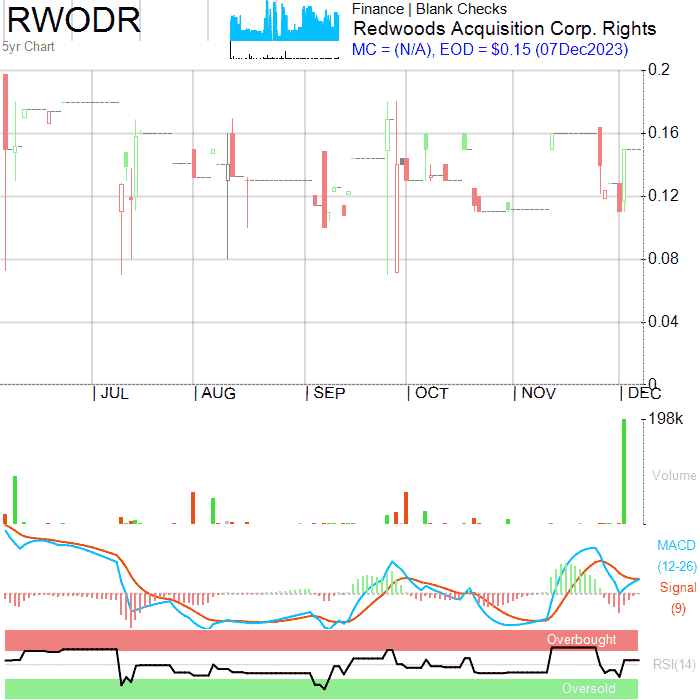 RWODR
5yr Chart
Finance | Blank Checks
Redwoods Acquisition Corp. Rights
MC = (N/A), EOD = $0.15 (07Dec2023)
0.2
0.16
0.12
0.08
0.04
0
JUL AUG SEP OCT NOV DEC
198k
Volume
MACD
(12-26)
Signal
(9)
Overbought
RSI(14)
Oversold